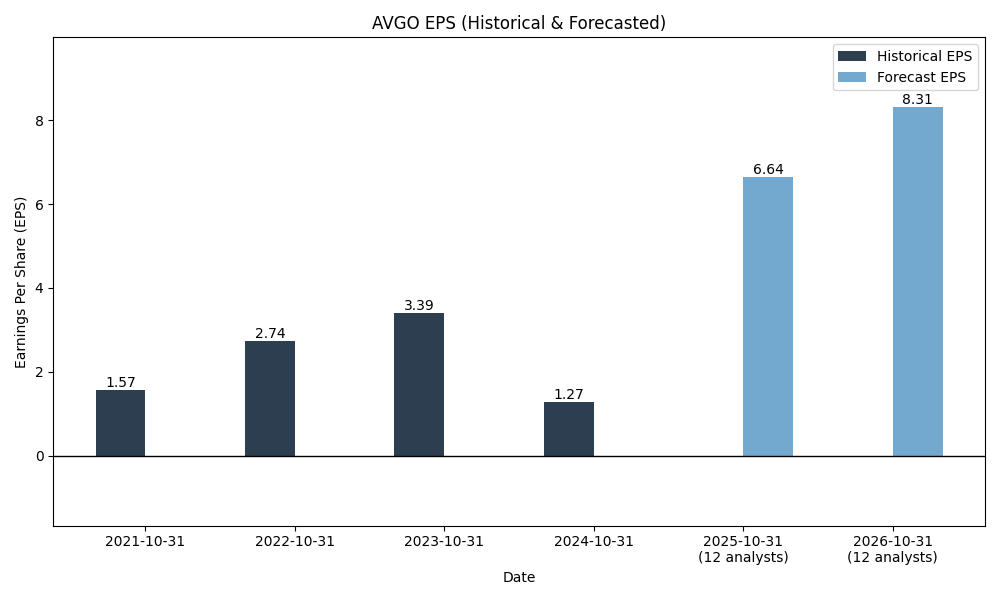 AVGO EPS (Historical & Forecasted)
Historical EPS
Forecast EPS
Earnings Per Share (EPS)
8
6
4
2
0
1.57
2.74
3.39
1.27
6.64
8.31
2021-10-31
2022-10-31
2023-10-31
2024-10-31
2025-10-31
(12 analysts)
2026-10-31
(12 analysts)
Date